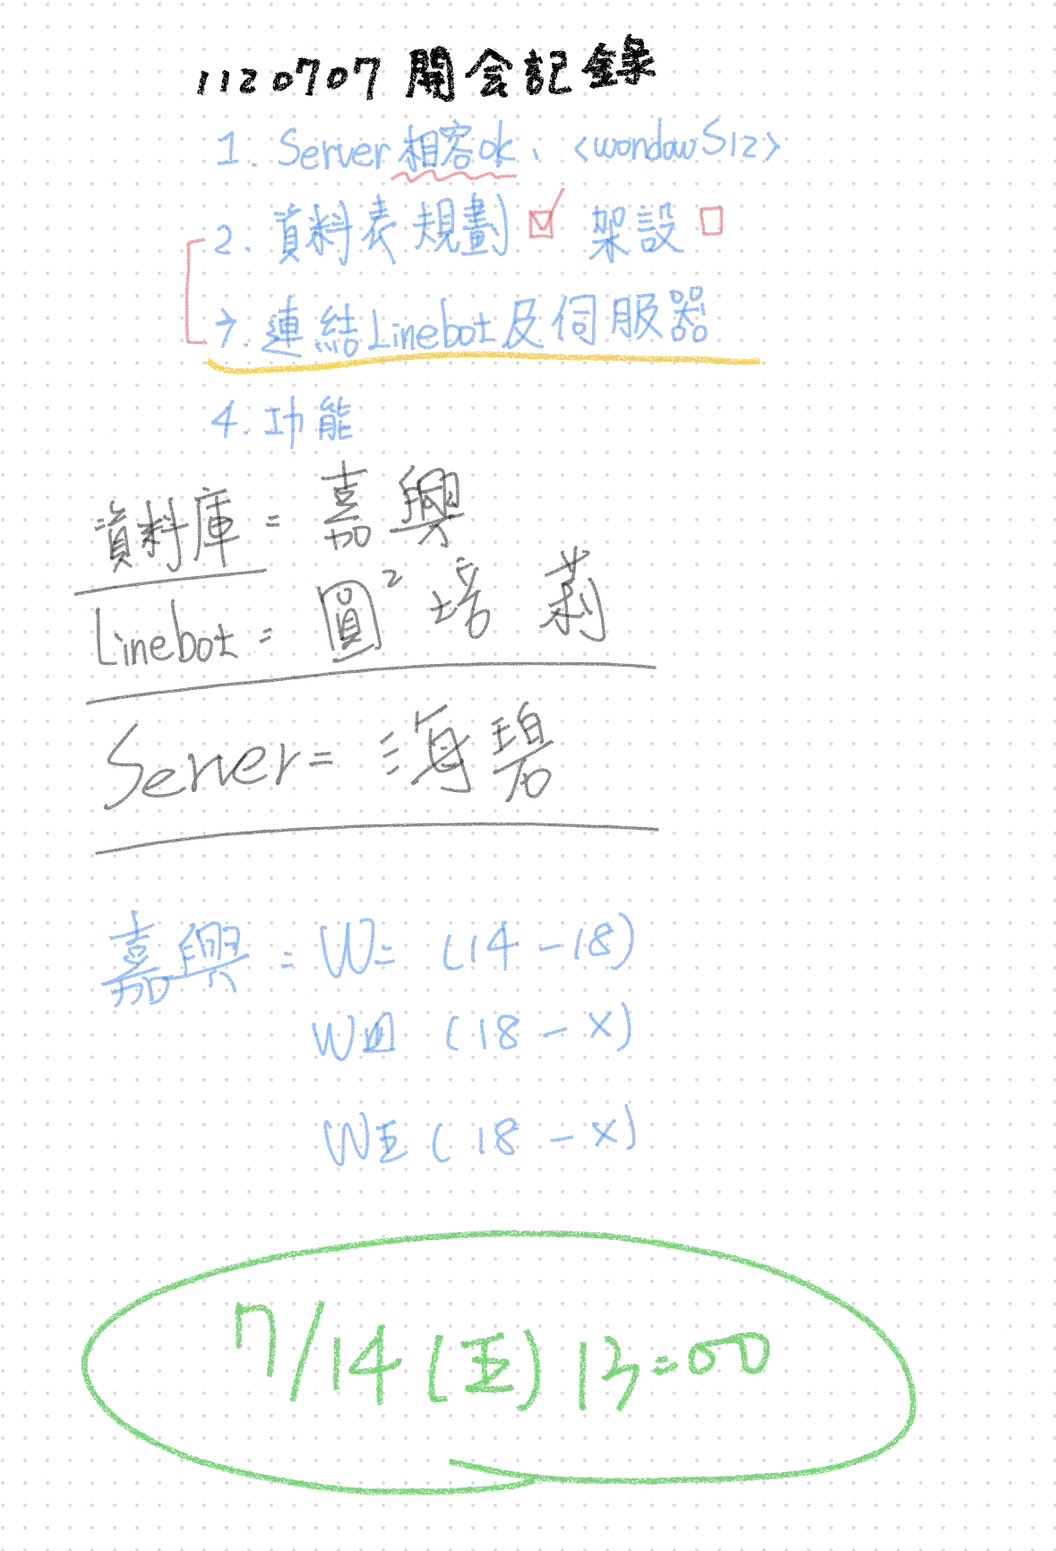 1120707 開会記錄
1. Server 相容ok、<wondowS12>
2. 資料表規劃 ☑ 架設 □
→. 連結Linebot及伺服器
4. 功能
資料庫 = 嘉興
Linebot = 圓² 培 莉
Server = 海碧
嘉興 = W二 (14-18)
W四 (18-X)
W五 (18-X)
7/14 (五) 13:00